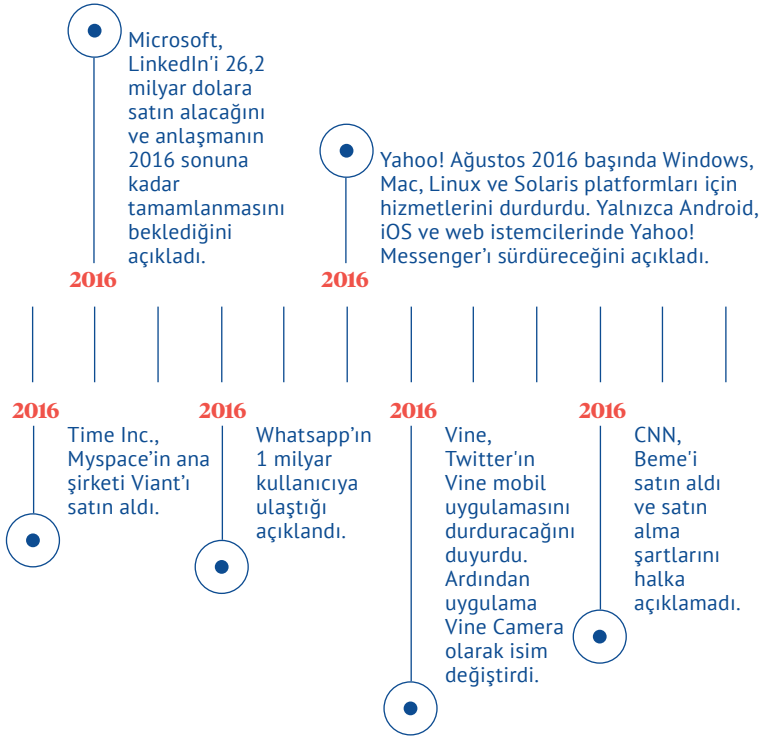 Microsoft,
LinkedIn'i 26,2
milyar dolara
satın alacağını
ve anlaşmanın
2016 sonuna
kadar
tamamlanmasını
beklediğini
açıkladı.
2016
Yahoo! Ağustos 2016 başında Windows,
Mac, Linux ve Solaris platformları için
hizmetlerini durdurdu. Yalnızca Android,
iOS ve web istemcilerinde Yahoo!
Messenger’ı sürdüreceğini açıkladı.
2016
2016
Time Inc.,
Myspace’in ana
şirketi Viant’ı
satın aldı.
2016
Whatsapp’ın
1 milyar
kullanıcıya
ulaştığı
açıklandı.
2016
Vine,
Twitter'ın
Vine mobil
uygulamasını
durduracağını
duyurdu.
Ardından
uygulama
Vine Camera
olarak isim
değiştirdi.
2016
CNN,
Beme'i
satın aldı
ve satın
alma
şartlarını
halka
açıklamadı.